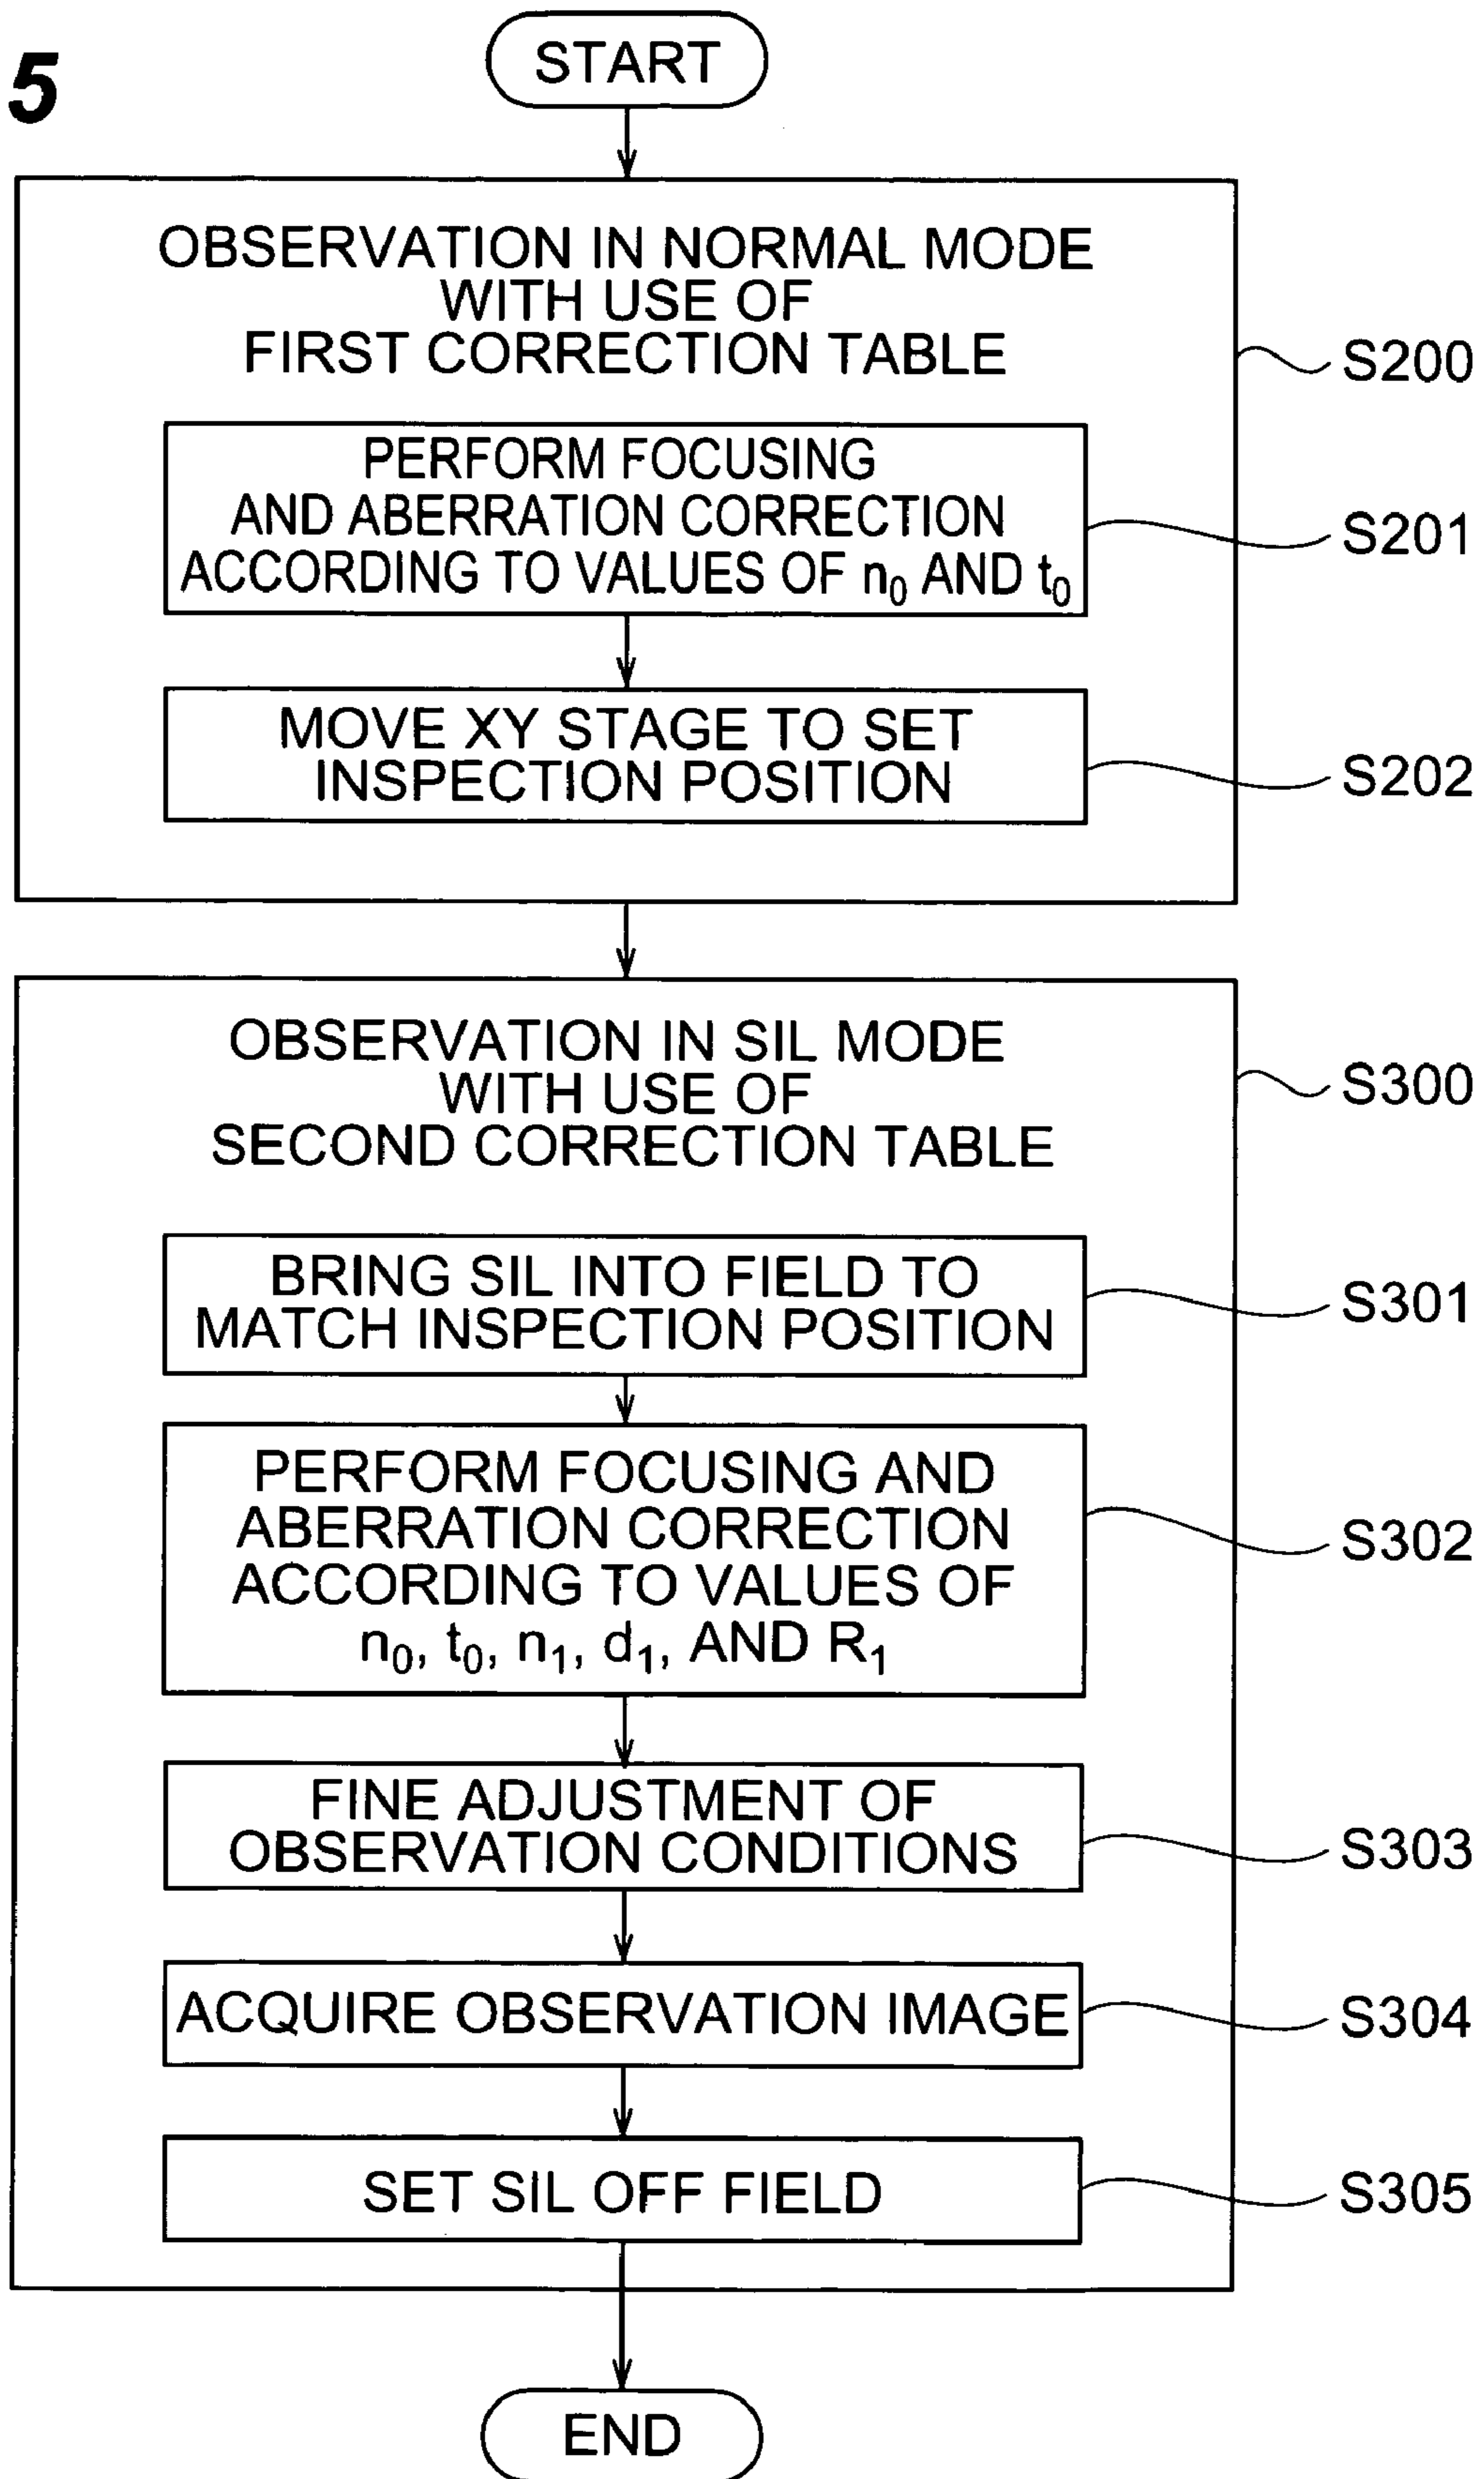 5
START
OBSERVATION IN NORMAL MODE
WITH USE OF
FIRST CORRECTION TABLE
S200
PERFORM FOCUSING
AND ABERRATION CORRECTION
ACCORDING TO VALUES OF n₀ AND t₀
S201
MOVE XY STAGE TO SET
INSPECTION POSITION
S202
OBSERVATION IN SIL MODE
WITH USE OF
SECOND CORRECTION TABLE
S300
BRING SIL INTO FIELD TO
MATCH INSPECTION POSITION
S301
PERFORM FOCUSING AND
ABERRATION CORRECTION
ACCORDING TO VALUES OF
n₀, t₀, n₁, d₁, AND R₁
S302
FINE ADJUSTMENT OF
OBSERVATION CONDITIONS
S303
ACQUIRE OBSERVATION IMAGE
S304
SET SIL OFF FIELD
S305
END